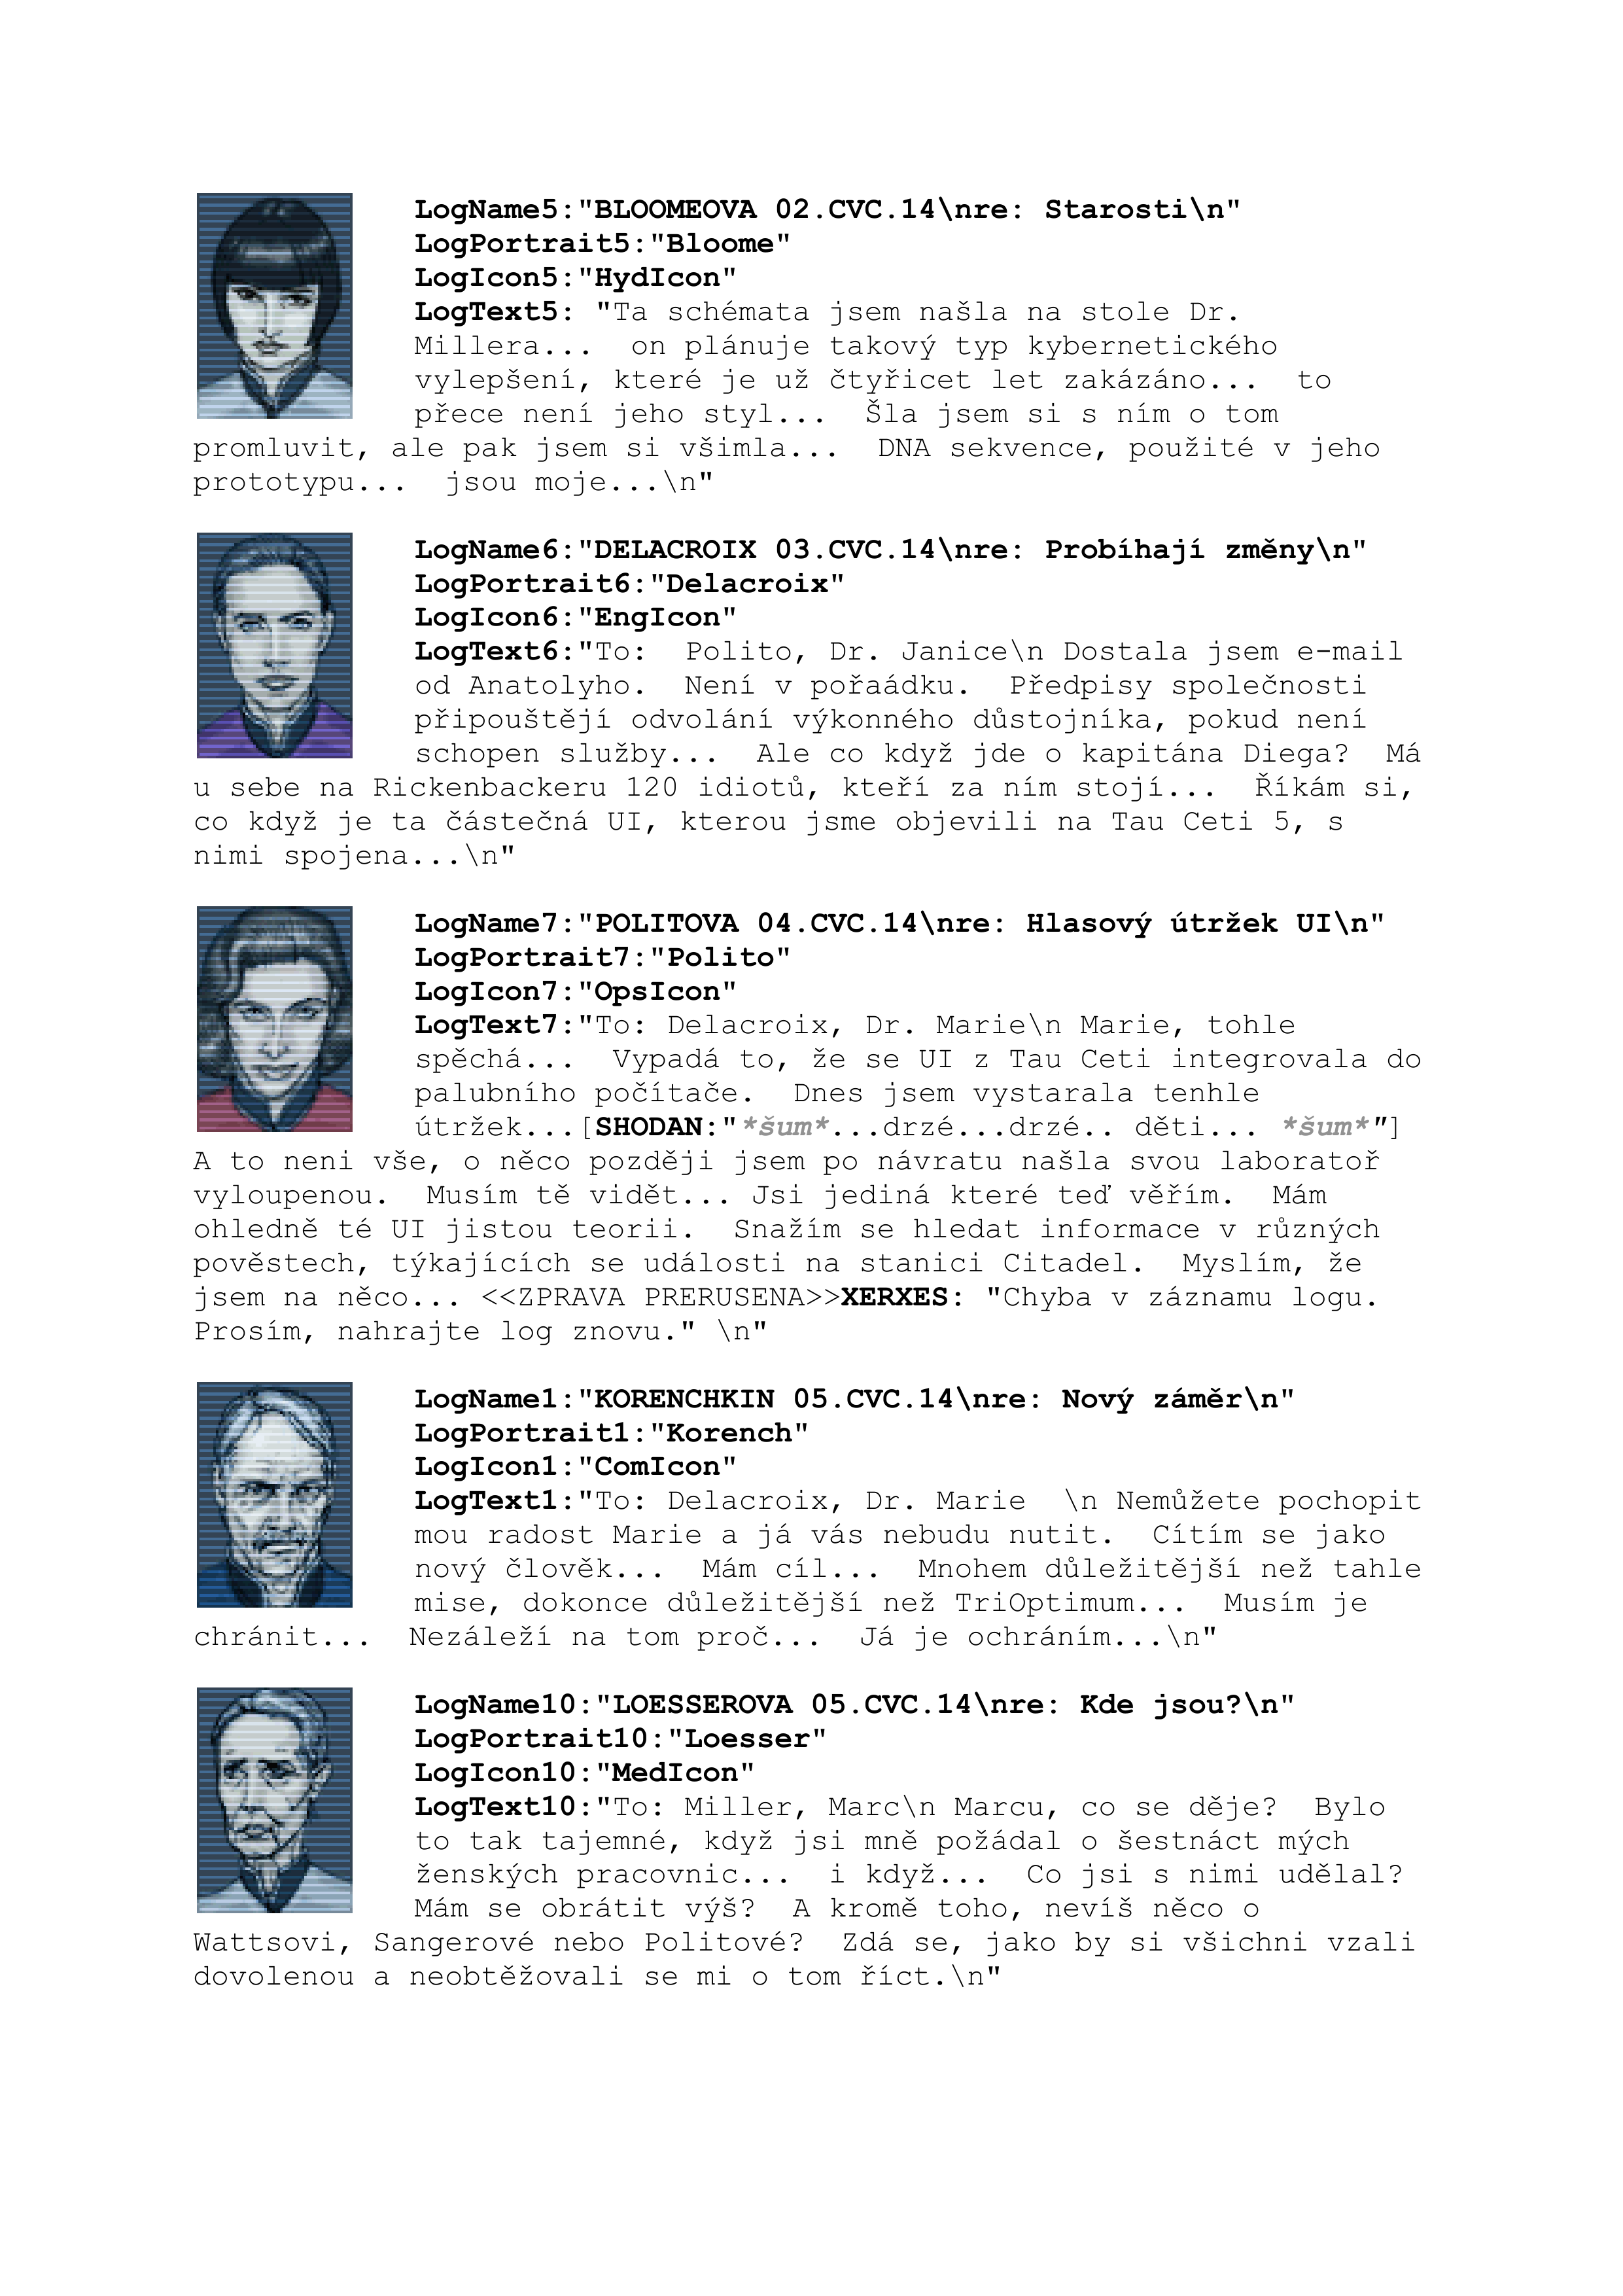 LogName5:"BLOOMEOVA 02.CVC.14\nre: Starosti\n"
LogPortrait5:"Bloome"
LogIcon5:"HydIcon"
LogText5: "Ta schémata jsem našla na stole Dr.
Millera...  on plánuje takový typ kybernetického
vylepšení, které je už čtyřicet let zakázáno...  to
přece není jeho styl...  Šla jsem si s ním o tom
promluvit, ale pak jsem si všimla...  DNA sekvence, použité v jeho
prototypu...  jsou moje...\n"
LogName6:"DELACROIX 03.CVC.14\nre: Probíhají změny\n"
LogPortrait6:"Delacroix"
LogIcon6:"EngIcon"
LogText6:"To:  Polito, Dr. Janice\n Dostala jsem e-mail
od Anatolyho.  Není v pořaádku.  Předpisy společnosti
připouštějí odvolání výkonného důstojníka, pokud není
schopen služby...  Ale co když jde o kapitána Diega?  Má
u sebe na Rickenbackeru 120 idiotů, kteří za ním stojí...  Říkám si,
co když je ta částečná UI, kterou jsme objevili na Tau Ceti 5, s
nimi spojena...\n"
LogName7:"POLITOVA 04.CVC.14\nre: Hlasový útržek UI\n"
LogPortrait7:"Polito"
LogIcon7:"OpsIcon"
LogText7:"To: Delacroix, Dr. Marie\n Marie, tohle
spěchá...  Vypadá to, že se UI z Tau Ceti integrovala do
palubního počítače.  Dnes jsem vystarala tenhle
útržek...[SHODAN:"*šum*...drzé...drzé.. děti... *šum*"]
A to neni vše, o něco později jsem po návratu našla svou laboratoř
vyloupenou.  Musím tě vidět... Jsi jediná které teď věřím.  Mám
ohledně té UI jistou teorii.  Snažím se hledat informace v různých
pověstech, týkajících se události na stanici Citadel.  Myslím, že
jsem na něco... <<ZPRAVA PRERUSENA>>XERXES: "Chyba v záznamu logu.
Prosím, nahrajte log znovu." \n"
LogName1:"KORENCHKIN 05.CVC.14\nre: Nový záměr\n"
LogPortrait1:"Korench"
LogIcon1:"ComIcon"
LogText1:"To: Delacroix, Dr. Marie  \n Nemůžete pochopit
mou radost Marie a já vás nebudu nutit.  Cítím se jako
nový člověk...  Mám cíl...  Mnohem důležitější než tahle
mise, dokonce důležitější než TriOptimum...  Musím je
chránit...  Nezáleží na tom proč...  Já je ochráním...\n"
LogName10:"LOESSEROVA 05.CVC.14\nre: Kde jsou?\n"
LogPortrait10:"Loesser"
LogIcon10:"MedIcon"
LogText10:"To: Miller, Marc\n Marcu, co se děje?  Bylo
to tak tajemné, když jsi mně požádal o šestnáct mých
ženských pracovnic...  i když...  Co jsi s nimi udělal?
Mám se obrátit výš?  A kromě toho, nevíš něco o
Wattsovi, Sangerové nebo Politové?  Zdá se, jako by si všichni vzali
dovolenou a neobtěžovali se mi o tom říct.\n"